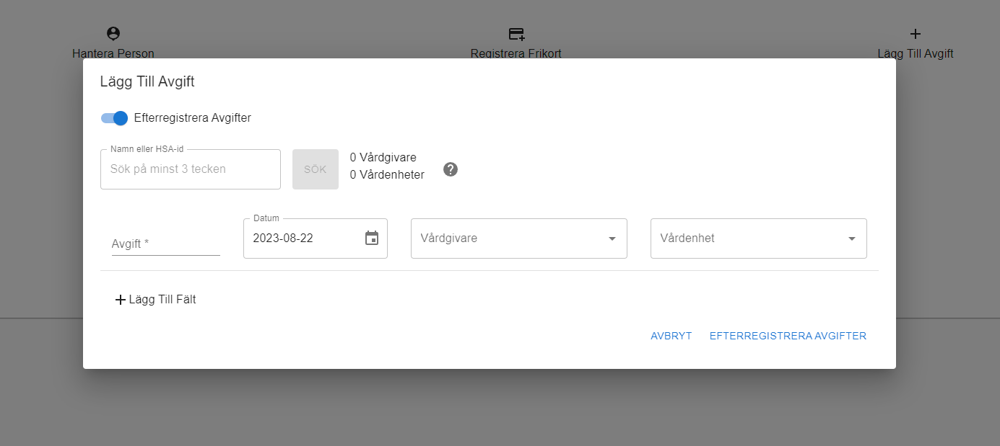 Hantera Person
Registrera Frikort
Lägg Till Avgift
Lägg Till Avgift
Efterregistrera Avgifter
Namn eller HSA-id
Sök på minst 3 tecken
SÖK
0 Vårdgivare
0 Vårdenheter
?
Avgift *
Datum
2023-08-22
Vårdgivare
Vårdenhet
+ Lägg Till Fält
AVBRYT
EFTERREGISTRERA AVGIFTER